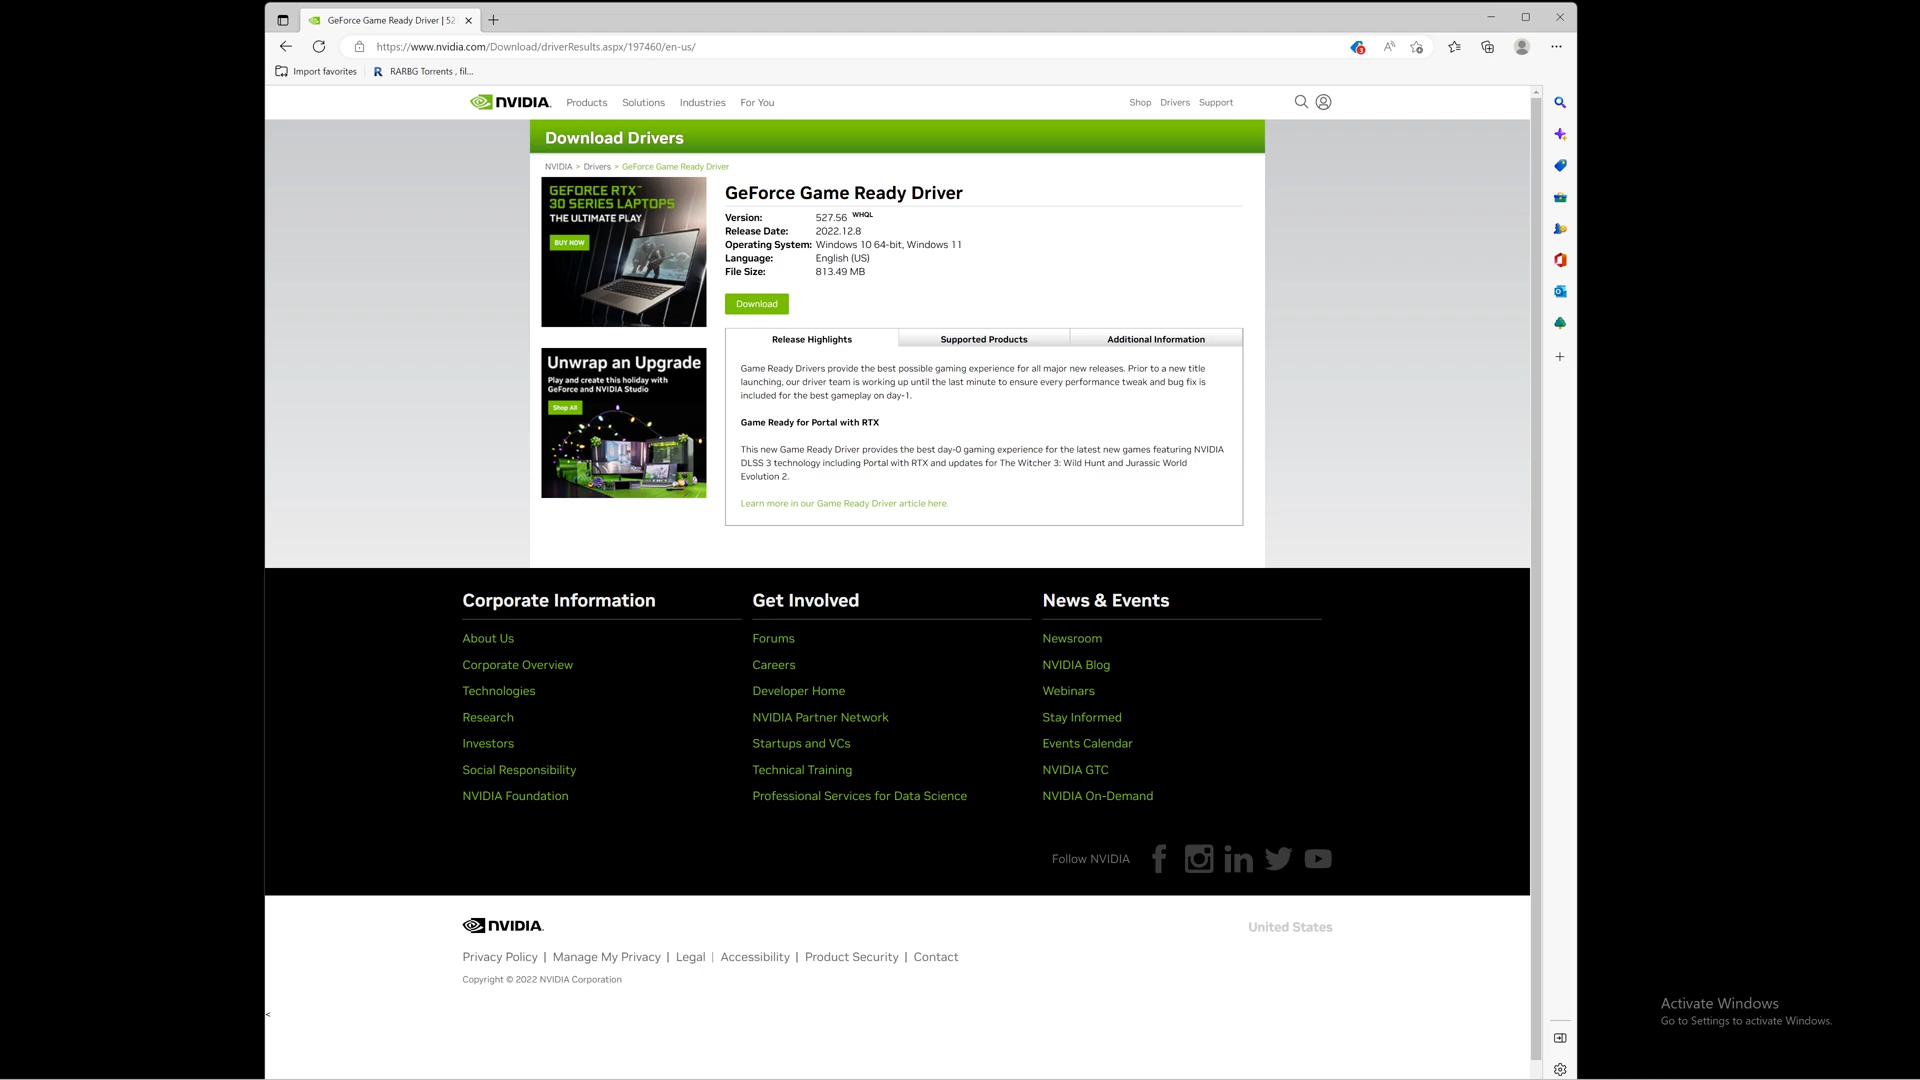 GeForce Game Ready Driver | 52
https://www.nvidia.com/Download/driverResults.aspx/197460/en-us/
3
Import favorites
R RARBG Torrents , fil...
NVIDIA. Products Solutions Industries For You Shop Drivers Support
Download Drivers
NVIDIA > Drivers > GeForce Game Ready Driver
GEFORCE RTX™
30 SERIES LAPTOPS
THE ULTIMATE PLAY
BUY NOW
Unwrap an Upgrade
Play and create this holiday with
GeForce and NVIDIA Studio
Shop All
GeForce Game Ready Driver
Version: 527.56 WHQL
Release Date: 2022.12.8
Operating System: Windows 10 64-bit, Windows 11
Language: English (US)
File Size: 813.49 MB
Download
Release Highlights Supported Products Additional Information
Game Ready Drivers provide the best possible gaming experience for all major new releases. Prior to a new title
launching, our driver team is working up until the last minute to ensure every performance tweak and bug fix is
included for the best gameplay on day-1.
Game Ready for Portal with RTX
This new Game Ready Driver provides the best day-0 gaming experience for the latest new games featuring NVIDIA
DLSS 3 technology including Portal with RTX and updates for The Witcher 3: Wild Hunt and Jurassic World
Evolution 2.
Learn more in our Game Ready Driver article here.
Corporate Information
About Us
Corporate Overview
Technologies
Research
Investors
Social Responsibility
NVIDIA Foundation
Get Involved
Forums
Careers
Developer Home
NVIDIA Partner Network
Startups and VCs
Technical Training
Professional Services for Data Science
News & Events
Newsroom
NVIDIA Blog
Webinars
Stay Informed
Events Calendar
NVIDIA GTC
NVIDIA On-Demand
Follow NVIDIA
NVIDIA.
United States
Privacy Policy | Manage My Privacy | Legal | Accessibility | Product Security | Contact
Copyright © 2022 NVIDIA Corporation
<
Activate Windows
Go to Settings to activate Windows.